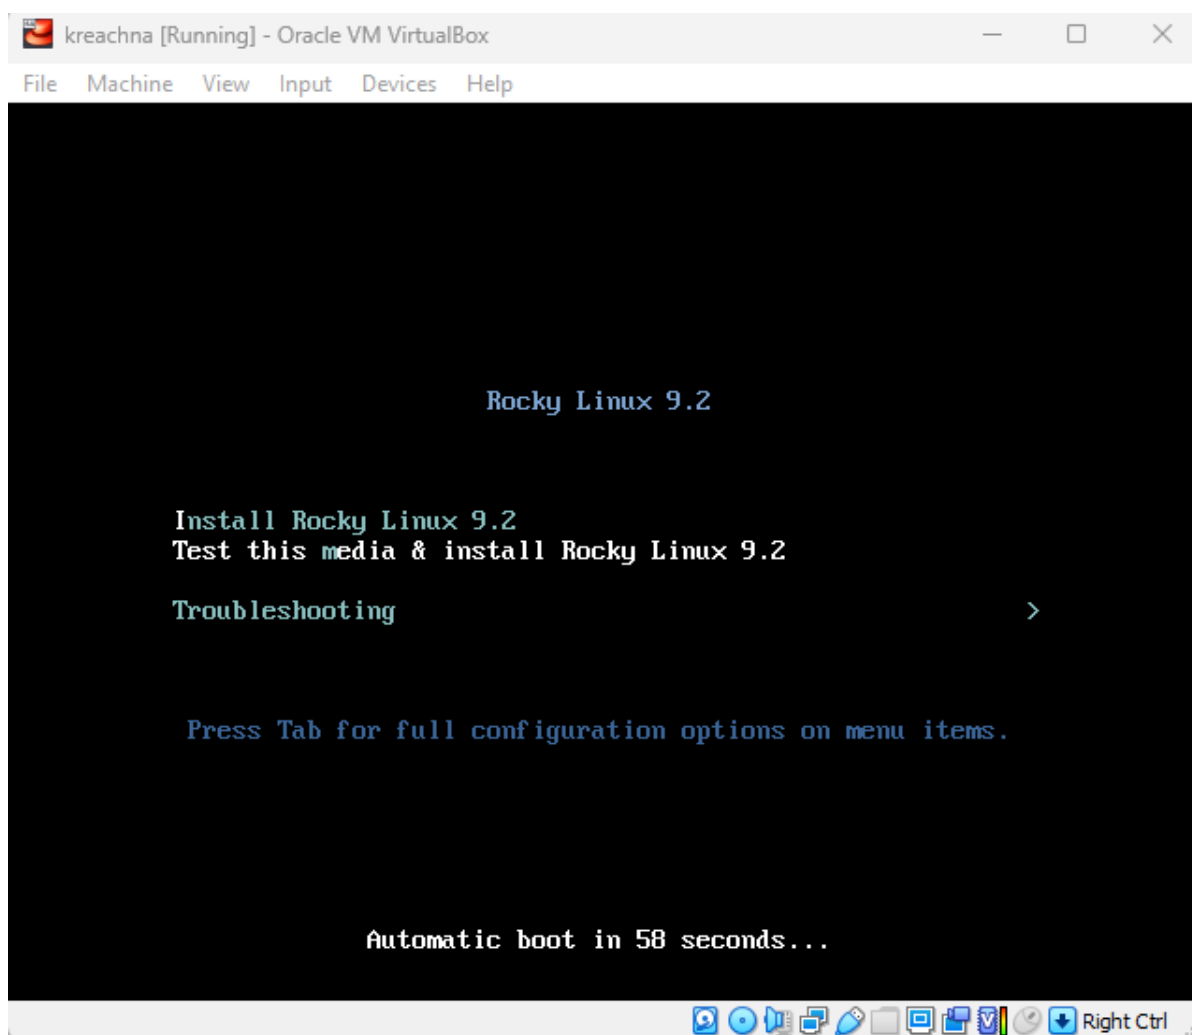 kreachna [Running] - Oracle VM VirtualBox
File Machine View Input Devices Help
Rocky Linux 9.2
Install Rocky Linux 9.2
Test this media & install Rocky Linux 9.2
Troubleshooting >
Press Tab for full configuration options on menu items.
Automatic boot in 58 seconds...
Right Ctrl